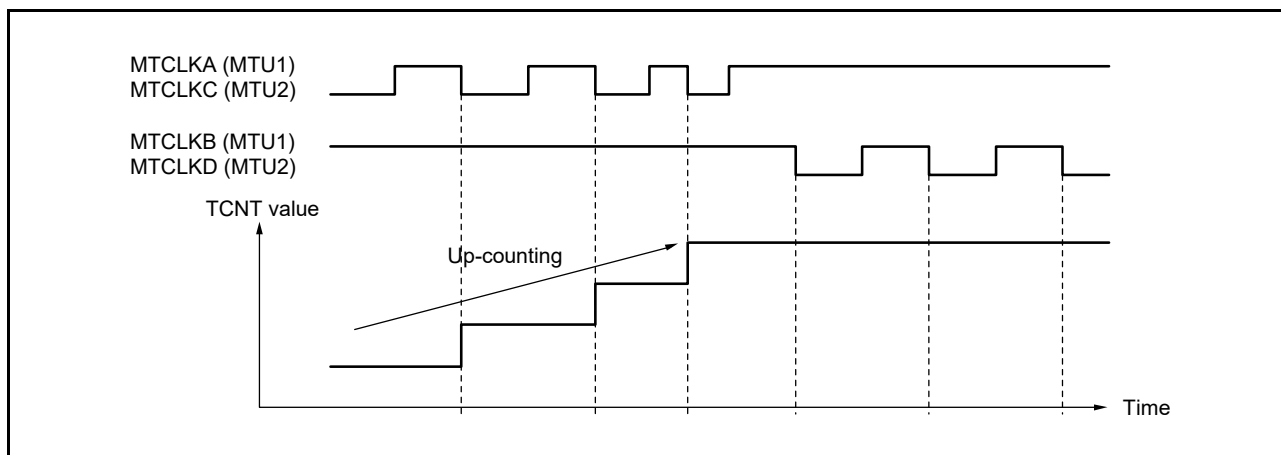 MTCLKA (MTU1)
MTCLKC (MTU2)
MTCLKB (MTU1)
MTCLKD (MTU2)
TCNT value
Up-counting
Time